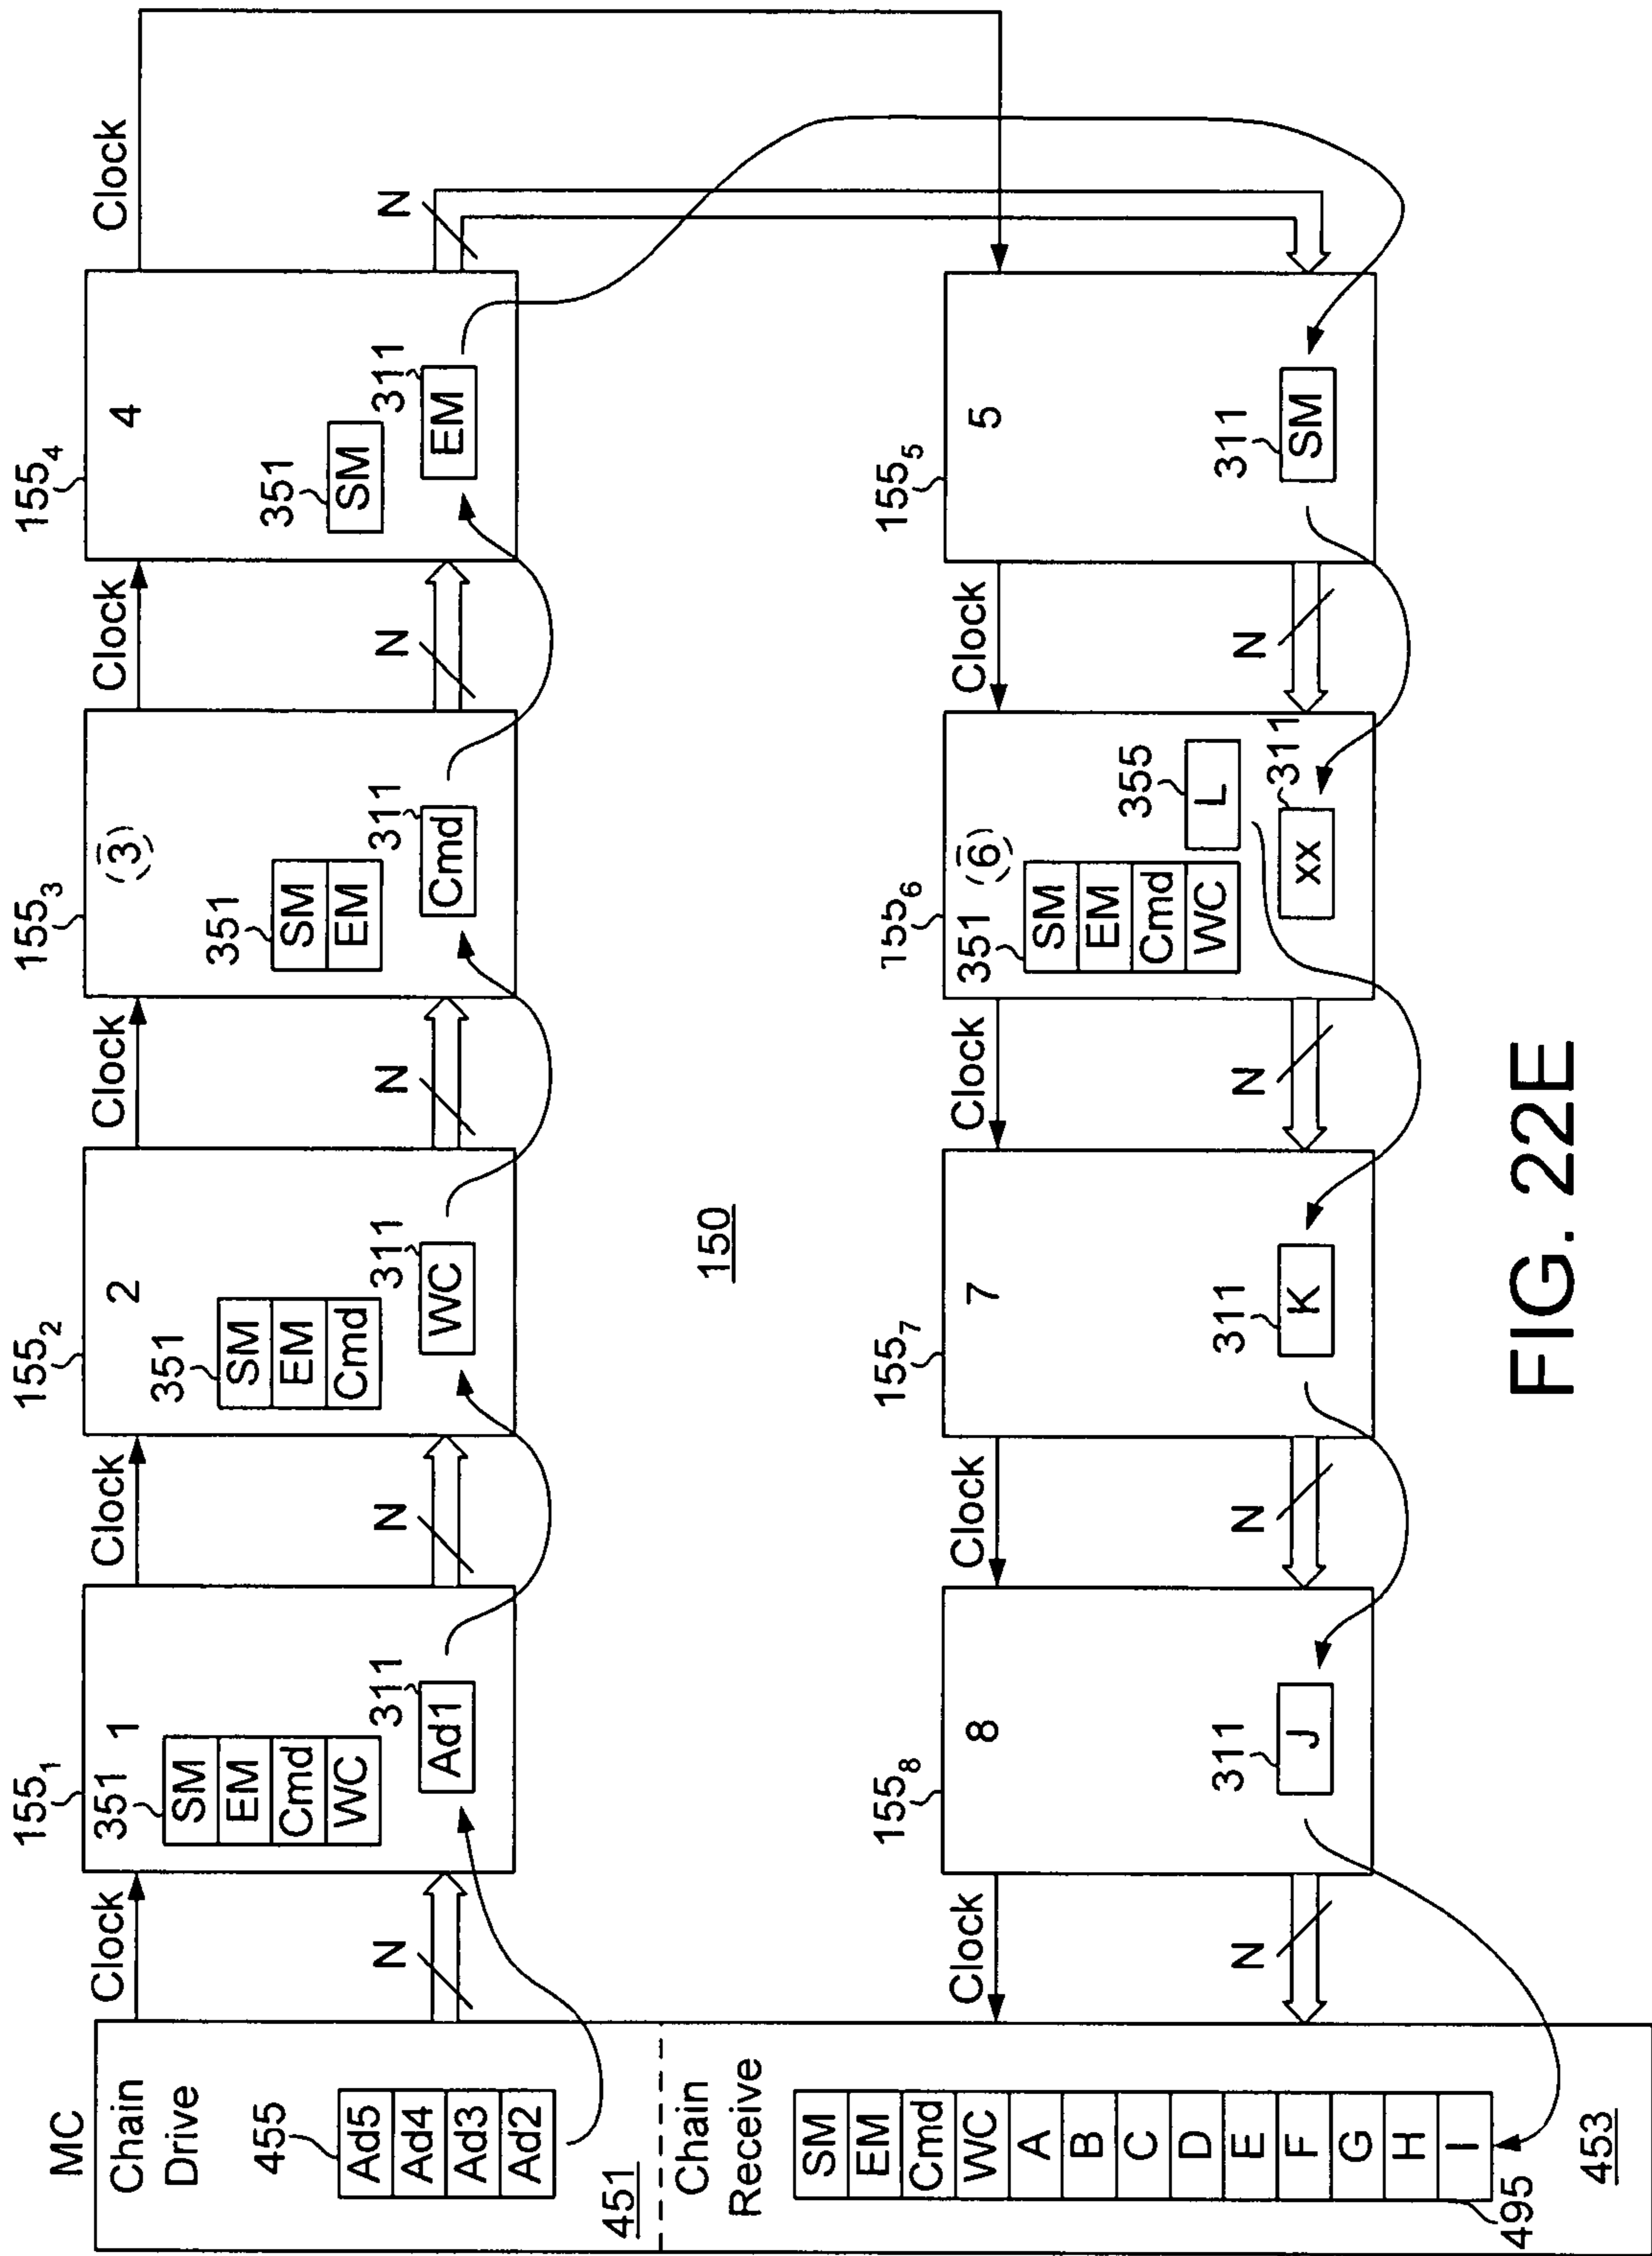 MC
Chain
Drive
455
Ad5
Ad4
Ad3
Ad2
451
Clock
N
155₁
351
1
SM
EM
Cmd
WC
311
Ad1
Clock
N
155₂
2
351
SM
EM
Cmd
311
WC
Clock
N
155₃
(3)
351
SM
EM
311
Cmd
Clock
N
155₄
4
351
SM
311
EM
Clock
N
150
Chain
Receive
SM
EM
Cmd
WC
A
B
C
D
E
F
G
H
I
495
453
Clock
N
155₈
8
311
J
Clock
N
155₇
7
311
K
Clock
N
155₆
351
(6)
SM
EM
Cmd
WC
355
L
311
xx
Clock
N
155₅
5
311
SM
FIG. 22E